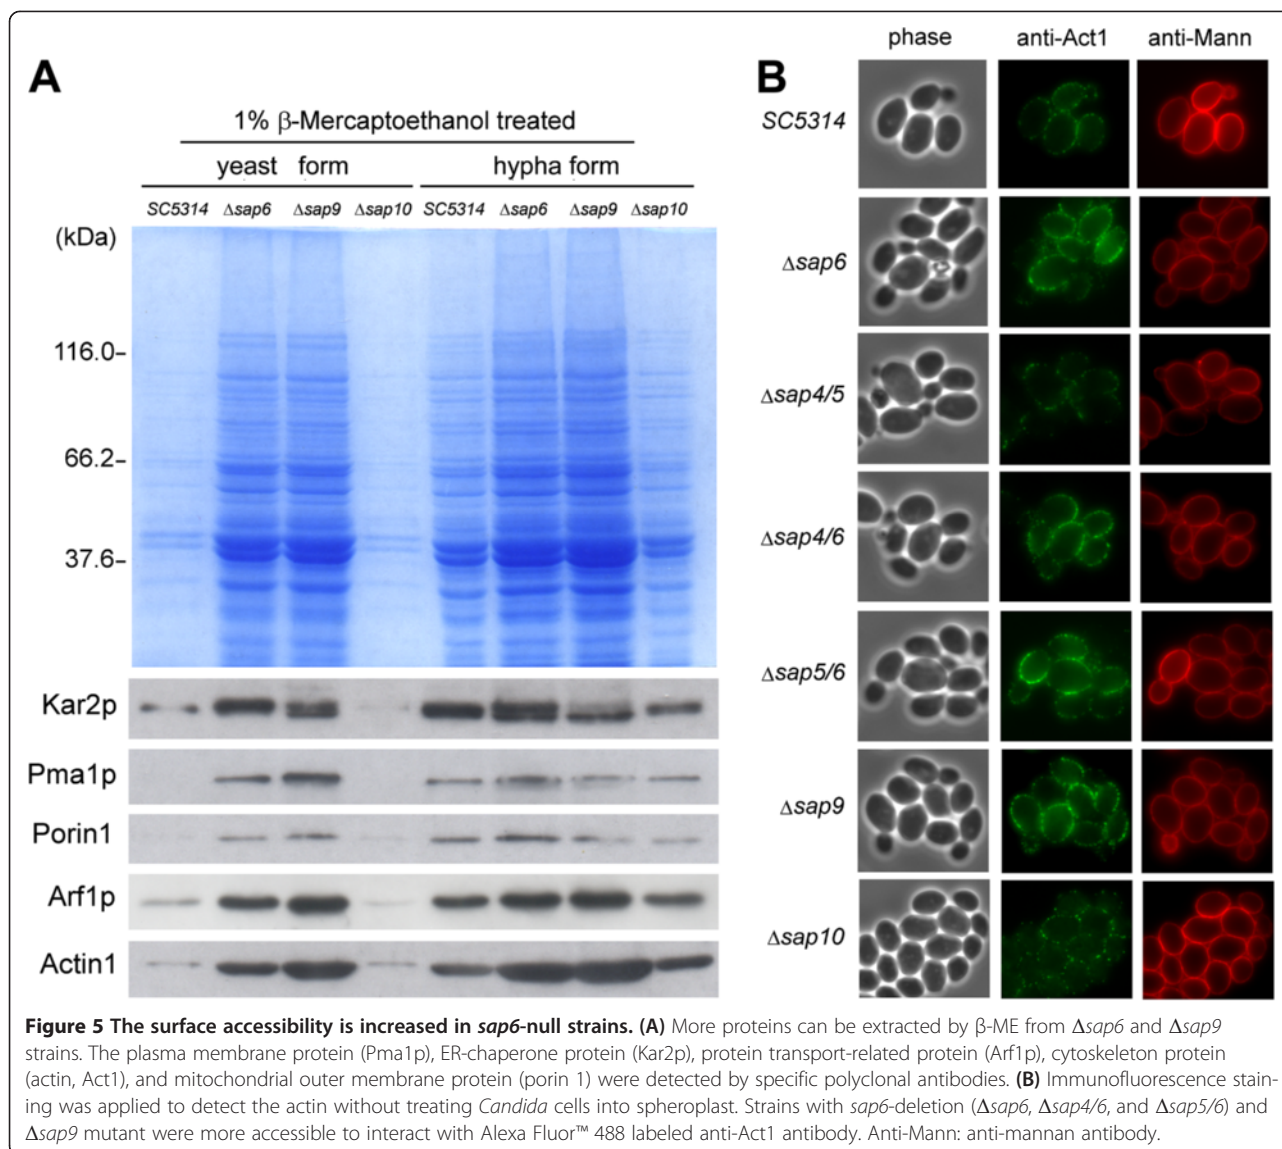 A
1% β-Mercaptoethanol treated
yeast form
hypha form
SC5314 Δsap6 Δsap9 Δsap10 SC5314 Δsap6 Δsap9 Δsap10
(kDa)
116.0-
66.2-
37.6-
Kar2p
Pma1p
Porin1
Arf1p
Actin1
B
phase anti-Act1 anti-Mann
SC5314
Δsap6
Δsap4/5
Δsap4/6
Δsap5/6
Δsap9
Δsap10
Figure 5 The surface accessibility is increased in sap6-null strains. (A) More proteins can be extracted by β-ME from Δsap6 and Δsap9
strains. The plasma membrane protein (Pma1p), ER-chaperone protein (Kar2p), protein transport-related protein (Arf1p), cytoskeleton protein
(actin, Act1), and mitochondrial outer membrane protein (porin 1) were detected by specific polyclonal antibodies. (B) Immunofluorescence stain-
ing was applied to detect the actin without treating Candida cells into spheroplast. Strains with sap6-deletion (Δsap6, Δsap4/6, and Δsap5/6) and
Δsap9 mutant were more accessible to interact with Alexa Fluor™ 488 labeled anti-Act1 antibody. Anti-Mann: anti-mannan antibody.